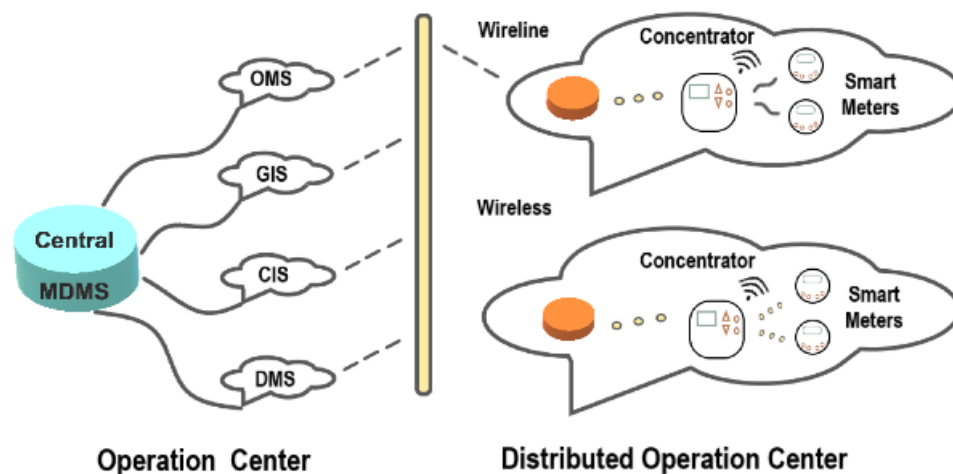 OMS
GIS
CIS
DMS
Central
MDMS
Operation Center
Wireline
Concentrator
Smart
Meters
Wireless
Concentrator
Smart
Meters
Distributed Operation Center